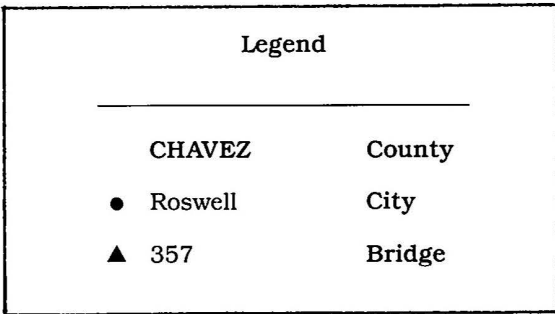 Legend
CHAVEZ County
● Roswell City
▲ 357 Bridge